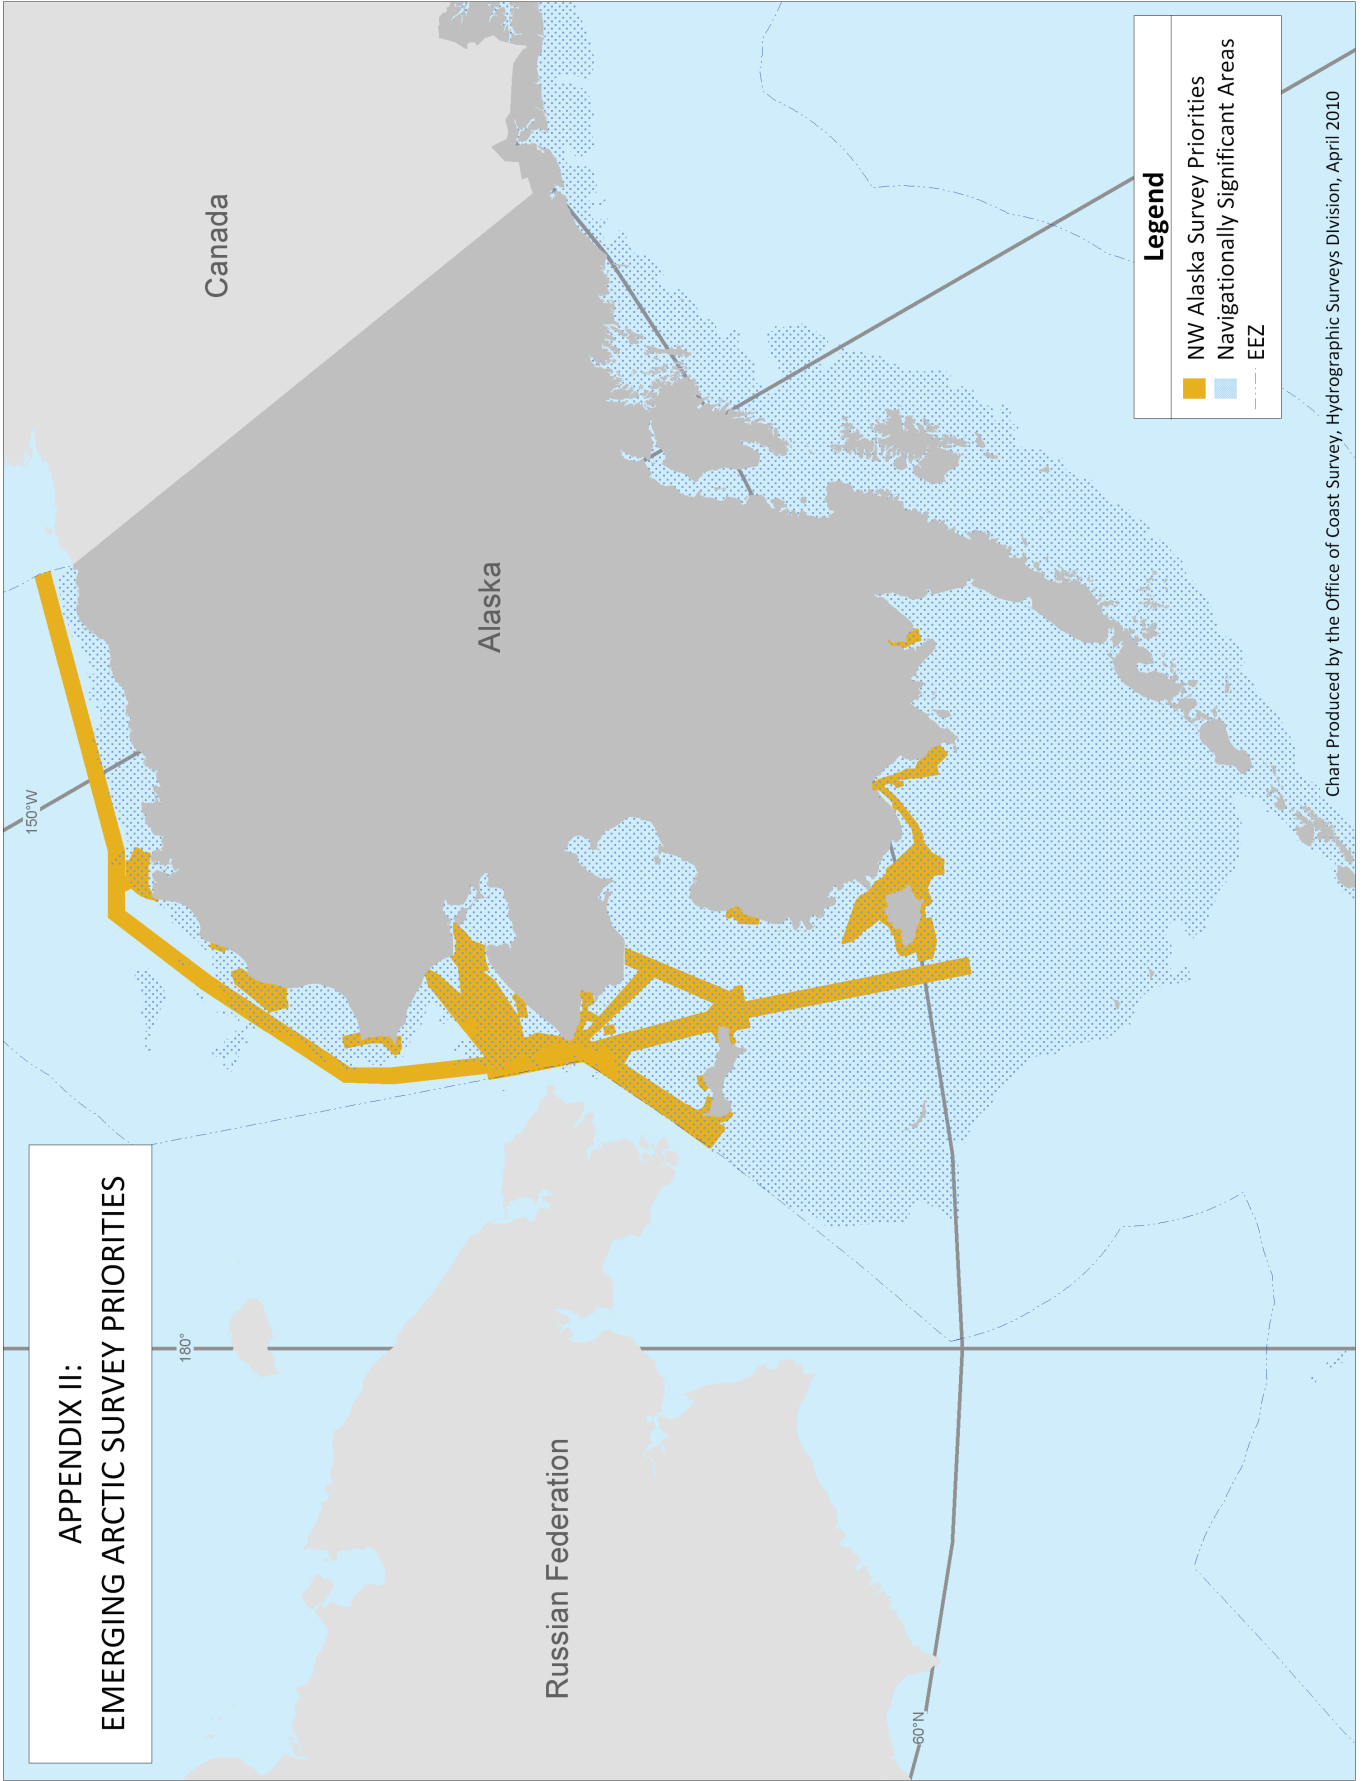 APPENDIX II:
EMERGING ARCTIC SURVEY PRIORITIES
150°W
180°
Canada
Alaska
Russian Federation
60°N
Legend
NW Alaska Survey Priorities
Navigationally Significant Areas
EEZ
Chart Produced by the Office of Coast Survey, Hydrographic Surveys DIvision, April 2010